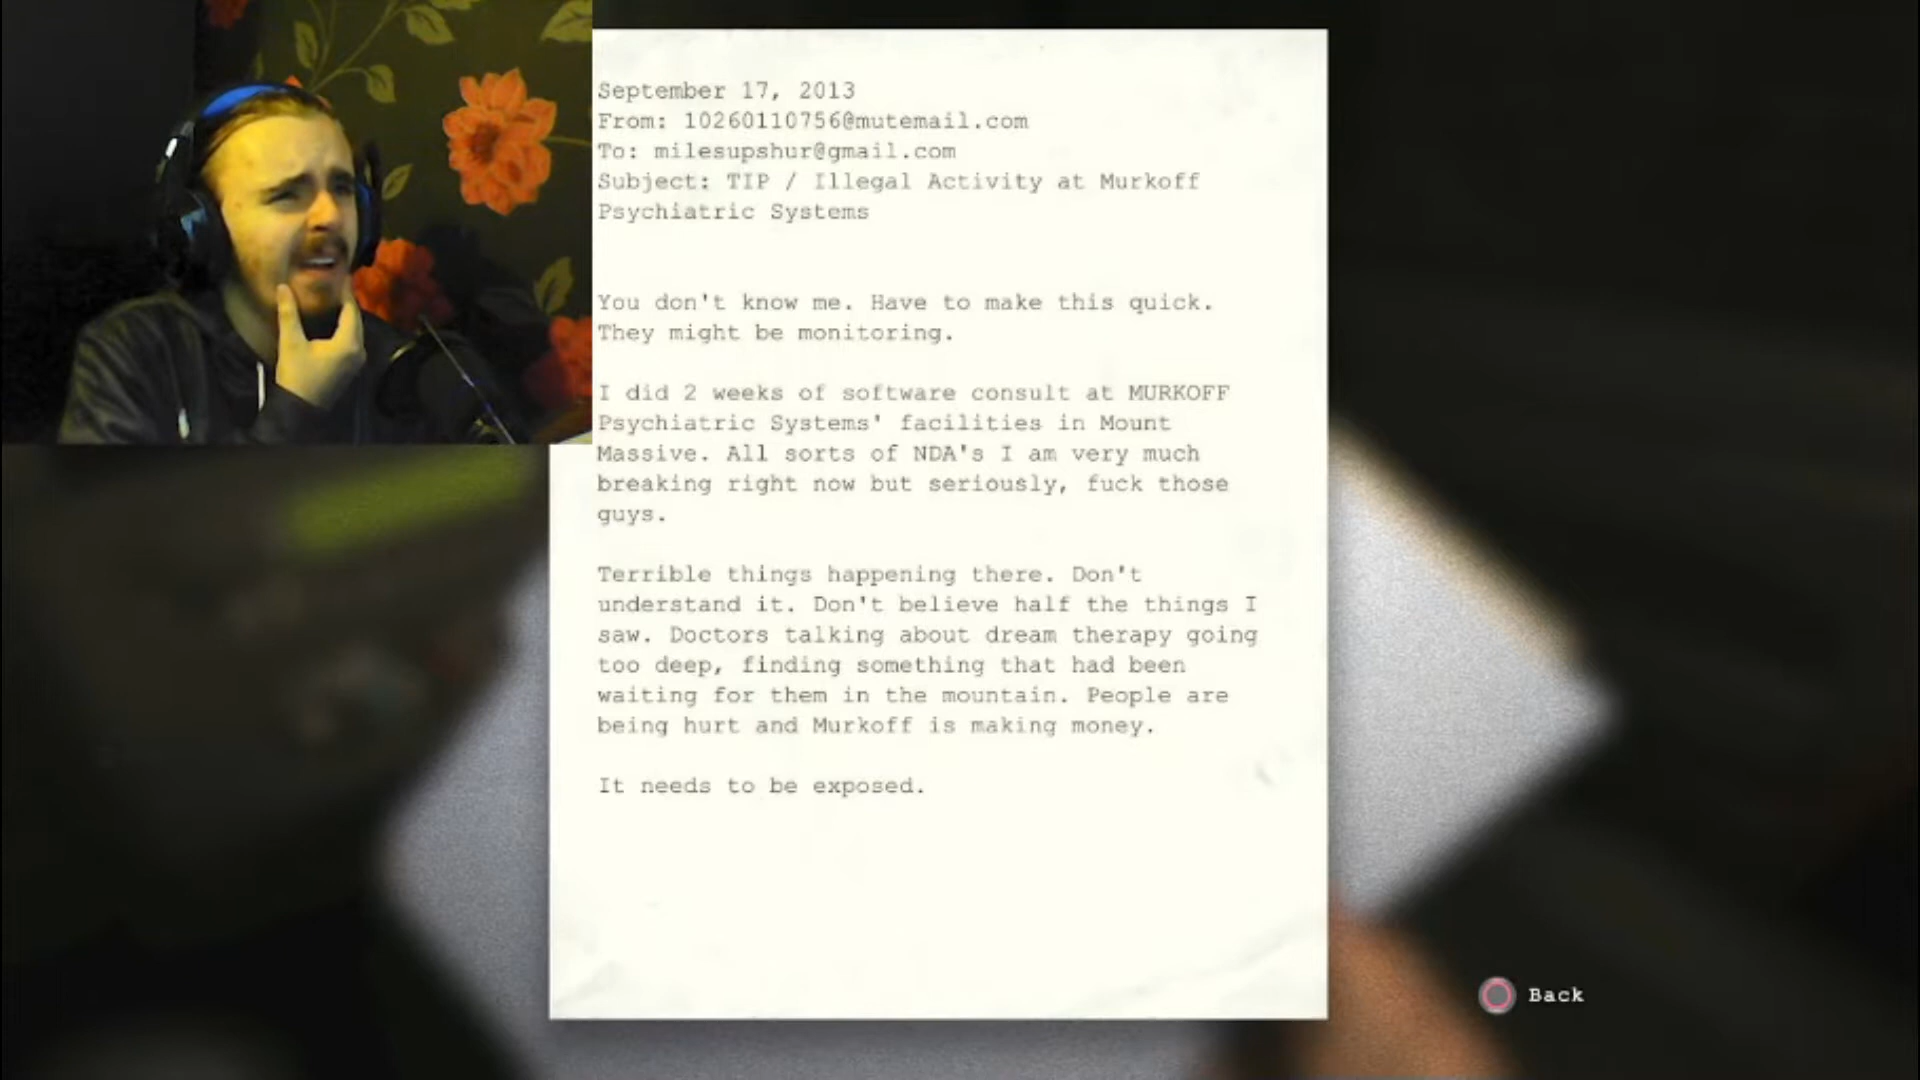 September 17, 2013
From: 10260110756@mutemail.com
To: milesupshur@gmail.com
Subject: TIP / Illegal Activity at Murkoff
Psychiatric Systems
You don't know me. Have to make this quick.
They might be monitoring.
I did 2 weeks of software consult at MURKOFF
Psychiatric Systems' facilities in Mount
Massive. All sorts of NDA's I am very much
breaking right now but seriously, fuck those
guys.
Terrible things happening there. Don't
understand it. Don't believe half the things I
saw. Doctors talking about dream therapy going
too deep, finding something that had been
waiting for them in the mountain. People are
being hurt and Murkoff is making money.
It needs to be exposed.
Back